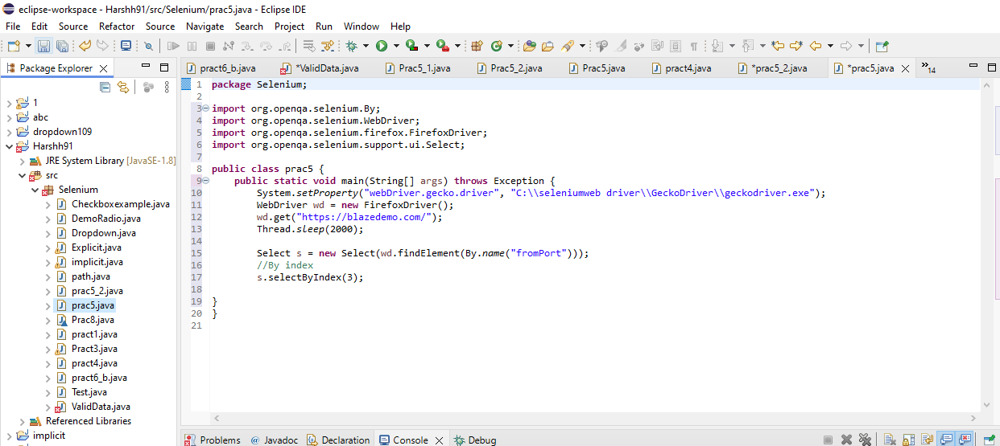 eclipse-workspace - Harshh91/src/Selenium/prac5.java - Eclipse IDE
File Edit Source Refactor Source Navigate Search Project Run Window Help
Package Explorer
pract6_b.java *ValidData.java Prac5_1.java Prac5_2.java Prac5.java pract4.java *prac5_2.java *prac5.java »14
1
abc
dropdown109
Harshh91
JRE System Library [JavaSE-1.8]
src
Selenium
Checkboxexample.java
DemoRadio.java
Dropdown.java
Explicit.java
implicit.java
path.java
prac5_2.java
prac5.java
Prac8.java
pract1.java
Pract3.java
pract4.java
pract6_b.java
Test.java
ValidData.java
Referenced Libraries
implicit
1 package Selenium;
2
3 import org.openqa.selenium.By;
4 import org.openqa.selenium.WebDriver;
5 import org.openqa.selenium.firefox.FirefoxDriver;
6 import org.openqa.selenium.support.ui.Select;
7
8 public class prac5 {
9 public static void main(String[] args) throws Exception {
10 System.setProperty("webDriver.gecko.driver", "C:\\seleniumweb driver\\GeckoDriver\\geckodriver.exe");
11 WebDriver wd = new FirefoxDriver();
12 wd.get("https://blazedemo.com/");
13 Thread.sleep(2000);
14
15 Select s = new Select(wd.findElement(By.name("fromPort")));
16 //By index
17 s.selectByIndex(3);
18
19 }
20 }
21
Problems Javadoc Declaration Console Debug